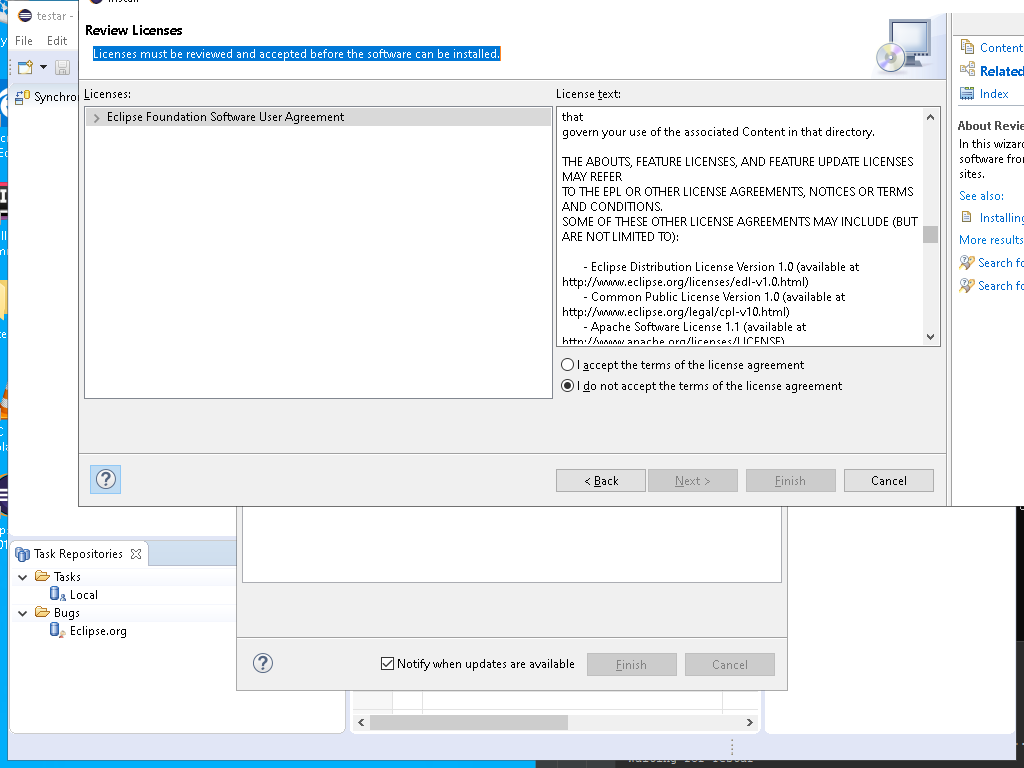 testar -
Install
File Edit
Review Licenses
Licenses must be reviewed and accepted before the software can be installed.
Licenses:
Eclipse Foundation Software User Agreement
License text:
that
govern your use of the associated Content in that directory.
THE ABOUTS, FEATURE LICENSES, AND FEATURE UPDATE LICENSES
MAY REFER
TO THE EPL OR OTHER LICENSE AGREEMENTS, NOTICES OR TERMS
AND CONDITIONS.
SOME OF THESE OTHER LICENSE AGREEMENTS MAY INCLUDE (BUT
ARE NOT LIMITED TO):
- Eclipse Distribution License Version 1.0 (available at
http://www.eclipse.org/licenses/edl-v1.0.html)
- Common Public License Version 1.0 (available at
http://www.eclipse.org/legal/cpl-v10.html)
- Apache Software License 1.1 (available at
http://www.apache.org/licenses/LICENSE)
I accept the terms of the license agreement
I do not accept the terms of the license agreement
< Back Next > Finish Cancel
Content
Related
Index
About Revie
In this wizard
software from
sites.
See also:
Installing
More results
Search fo
Search fo
Synchro
Task Repositories
Tasks
Local
Bugs
Eclipse.org
Notify when updates are available Finish Cancel